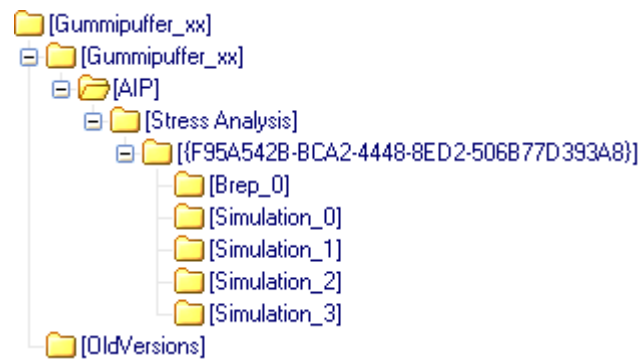 [Gummipuffer_xx]
[Gummipuffer_xx]
[AIP]
[Stress Analysis]
[{F95A542B-BCA2-4448-8ED2-506B77D393A8}]
[Brep_0]
[Simulation_0]
[Simulation_1]
[Simulation_2]
[Simulation_3]
[OldVersions]